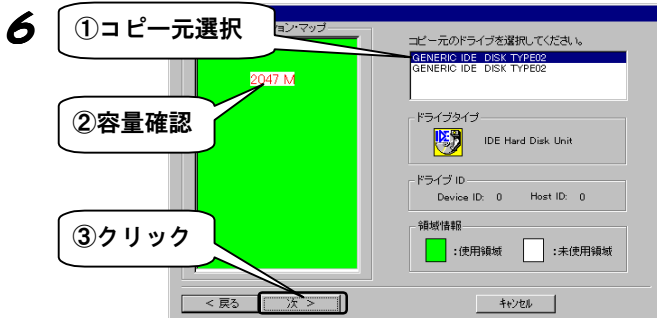 6
①コピー元選択
ョン・マップ
2047 M
②容量確認
③クリック
コピー元のドライブを選択してください。
GENERIC IDE DISK TYPE02
GENERIC IDE DISK TYPE02
ドライブタイプ
IDE
IDE Hard Disk Unit
ドライブ ID
Device ID: 0 Host ID: 0
領域情報
:使用領域 :未使用領域
< 戻る 次 > キャンセル